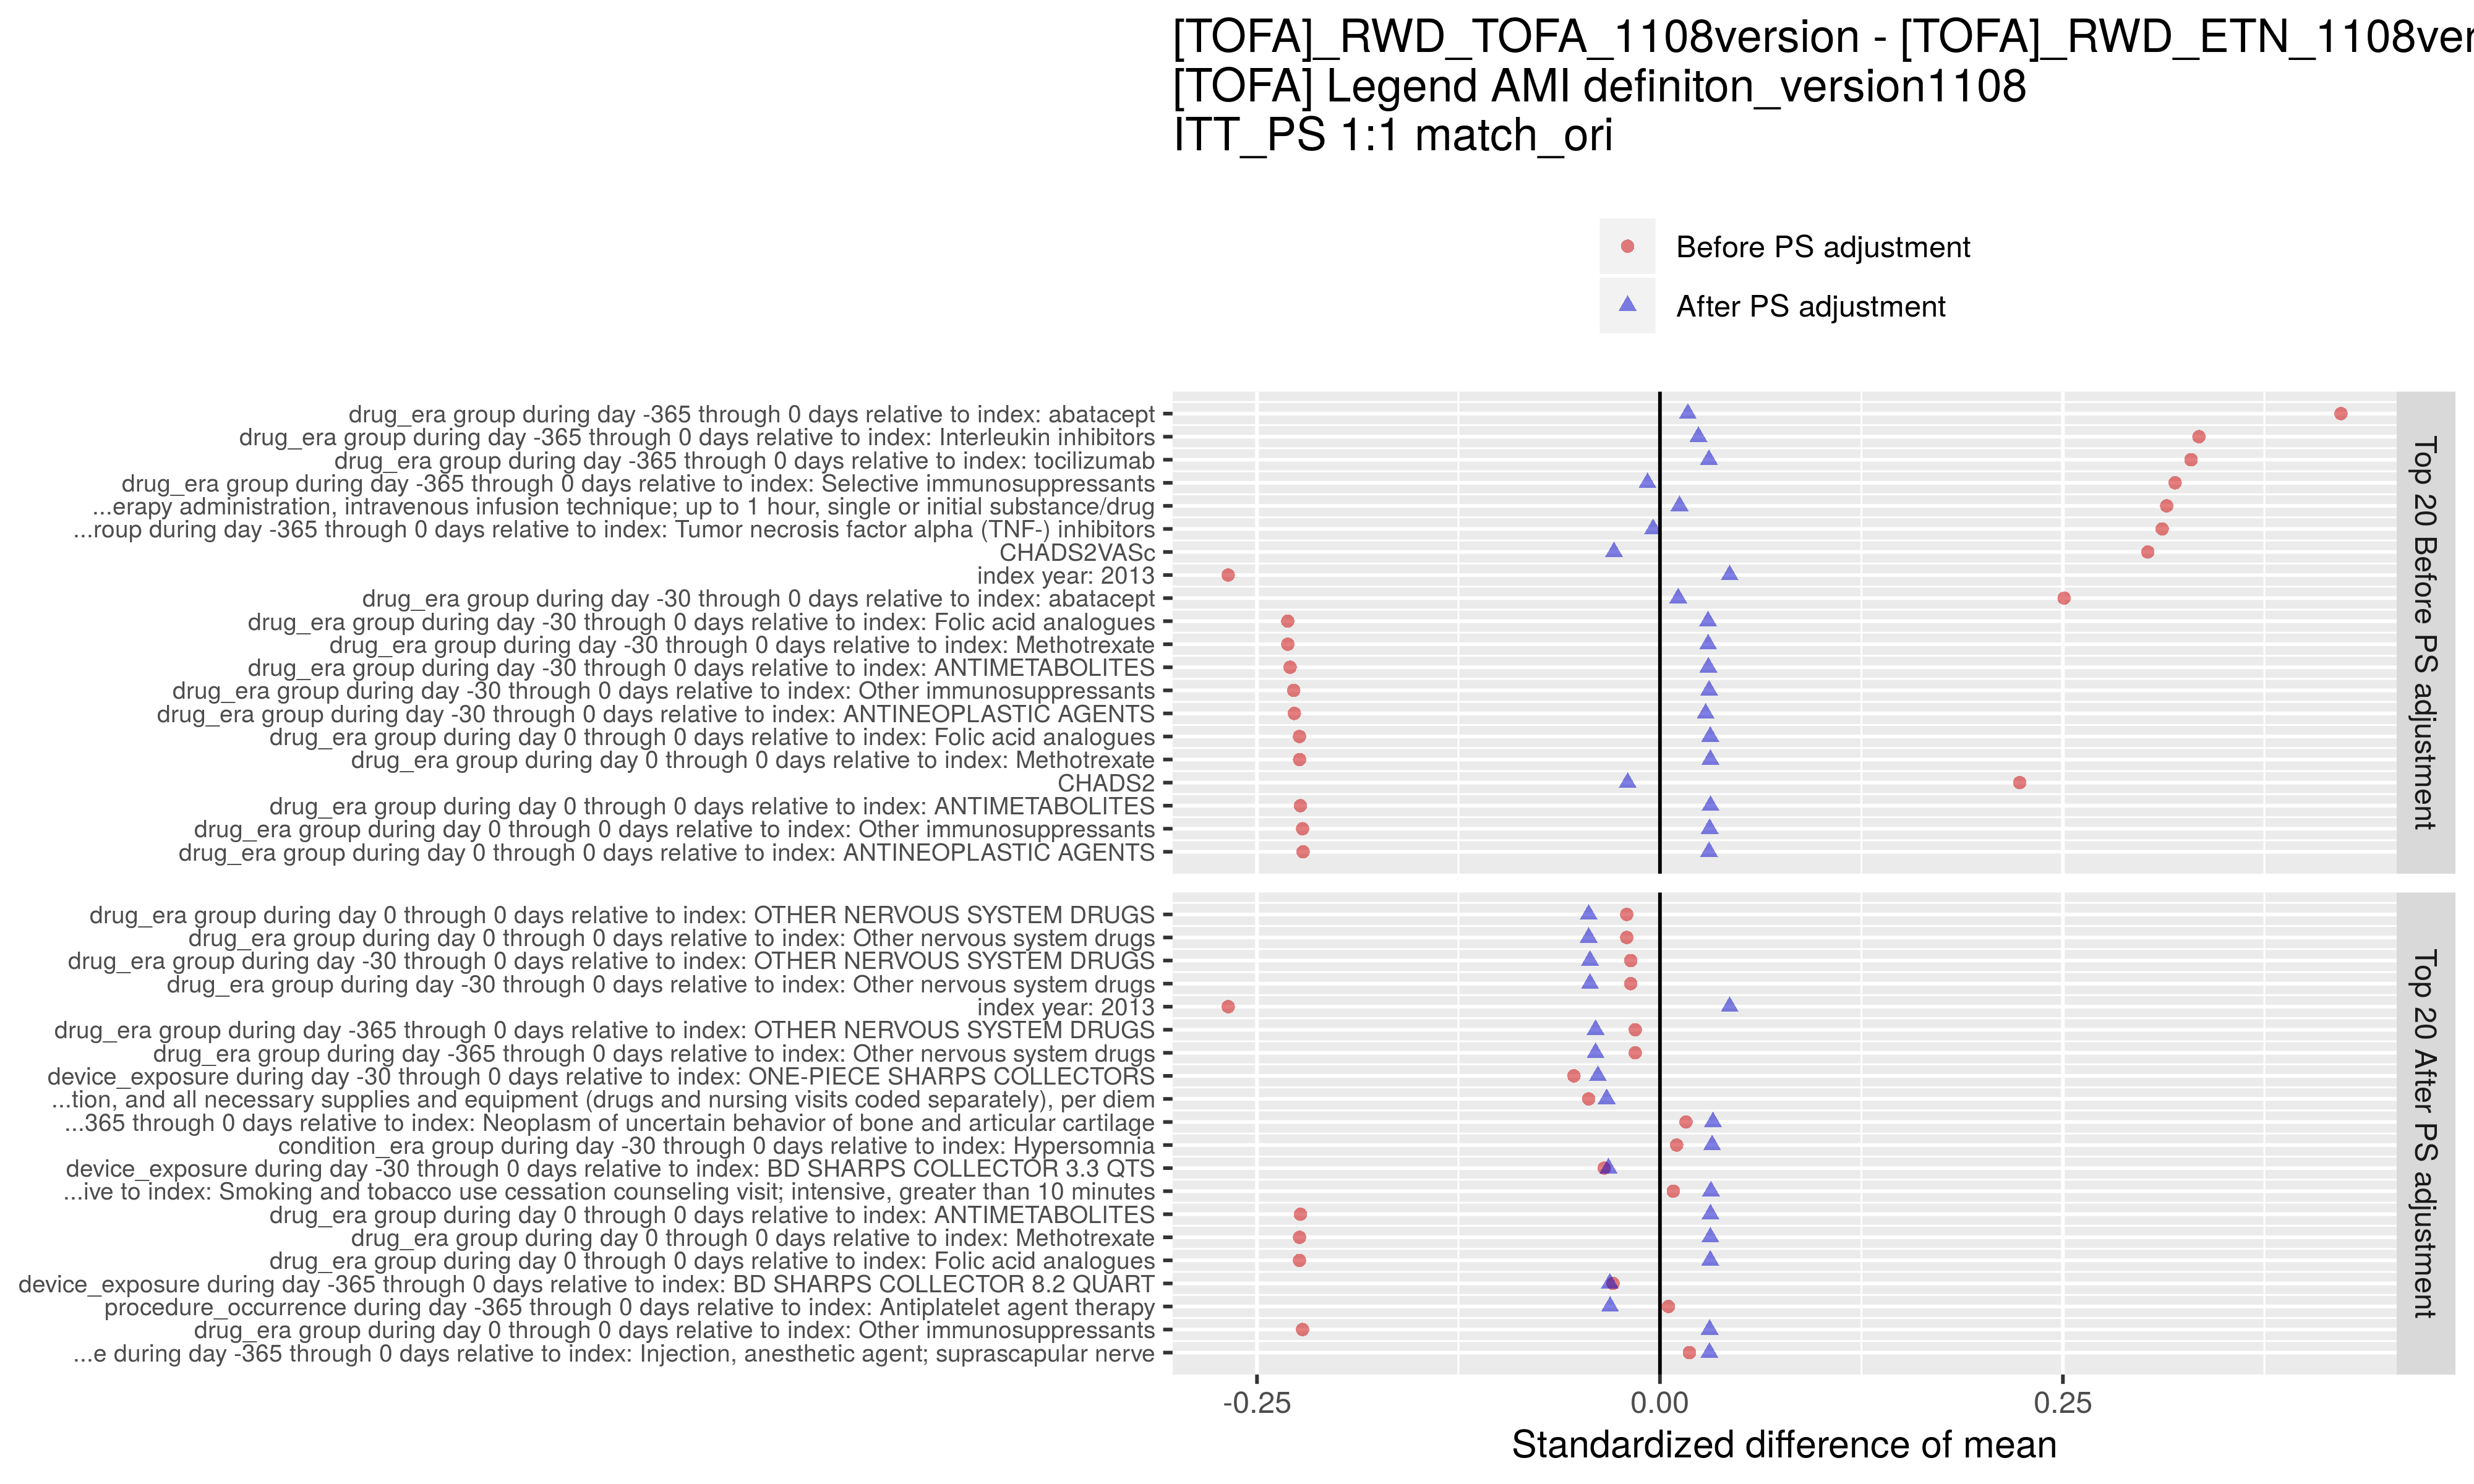 [TOFA]_RWD_TOFA_1108version - [TOFA]_RWD_ETN_1108ver
[TOFA] Legend AMI definiton_version1108
ITT_PS 1:1 match_ori
Before PS adjustment
After PS adjustment
drug_era group during day -365 through 0 days relative to index: abatacept
drug_era group during day -365 through 0 days relative to index: Interleukin inhibitors
drug_era group during day -365 through 0 days relative to index: tocilizumab
drug_era group during day -365 through 0 days relative to index: Selective immunosuppressants
...erapy administration, intravenous infusion technique; up to 1 hour, single or initial substance/drug
...roup during day -365 through 0 days relative to index: Tumor necrosis factor alpha (TNF-) inhibitors
CHADS2VASc
index year: 2013
drug_era group during day -30 through 0 days relative to index: abatacept
drug_era group during day -30 through 0 days relative to index: Folic acid analogues
drug_era group during day -30 through 0 days relative to index: Methotrexate
drug_era group during day -30 through 0 days relative to index: ANTIMETABOLITES
drug_era group during day -30 through 0 days relative to index: Other immunosuppressants
drug_era group during day -30 through 0 days relative to index: ANTINEOPLASTIC AGENTS
drug_era group during day 0 through 0 days relative to index: Folic acid analogues
drug_era group during day 0 through 0 days relative to index: Methotrexate
CHADS2
drug_era group during day 0 through 0 days relative to index: ANTIMETABOLITES
drug_era group during day 0 through 0 days relative to index: Other immunosuppressants
drug_era group during day 0 through 0 days relative to index: ANTINEOPLASTIC AGENTS
Top 20 Before PS adjustment
drug_era group during day 0 through 0 days relative to index: OTHER NERVOUS SYSTEM DRUGS
drug_era group during day 0 through 0 days relative to index: Other nervous system drugs
drug_era group during day -30 through 0 days relative to index: OTHER NERVOUS SYSTEM DRUGS
drug_era group during day -30 through 0 days relative to index: Other nervous system drugs
index year: 2013
drug_era group during day -365 through 0 days relative to index: OTHER NERVOUS SYSTEM DRUGS
drug_era group during day -365 through 0 days relative to index: Other nervous system drugs
device_exposure during day -30 through 0 days relative to index: ONE-PIECE SHARPS COLLECTORS
...tion, and all necessary supplies and equipment (drugs and nursing visits coded separately), per diem
...365 through 0 days relative to index: Neoplasm of uncertain behavior of bone and articular cartilage
condition_era group during day -30 through 0 days relative to index: Hypersomnia
device_exposure during day -30 through 0 days relative to index: BD SHARPS COLLECTOR 3.3 QTS
...ive to index: Smoking and tobacco use cessation counseling visit; intensive, greater than 10 minutes
drug_era group during day 0 through 0 days relative to index: ANTIMETABOLITES
drug_era group during day 0 through 0 days relative to index: Methotrexate
drug_era group during day 0 through 0 days relative to index: Folic acid analogues
device_exposure during day -365 through 0 days relative to index: BD SHARPS COLLECTOR 8.2 QUART
procedure_occurrence during day -365 through 0 days relative to index: Antiplatelet agent therapy
drug_era group during day 0 through 0 days relative to index: Other immunosuppressants
...e during day -365 through 0 days relative to index: Injection, anesthetic agent; suprascapular nerve
Top 20 After PS adjustment
-0.25
0.00
0.25
Standardized difference of mean